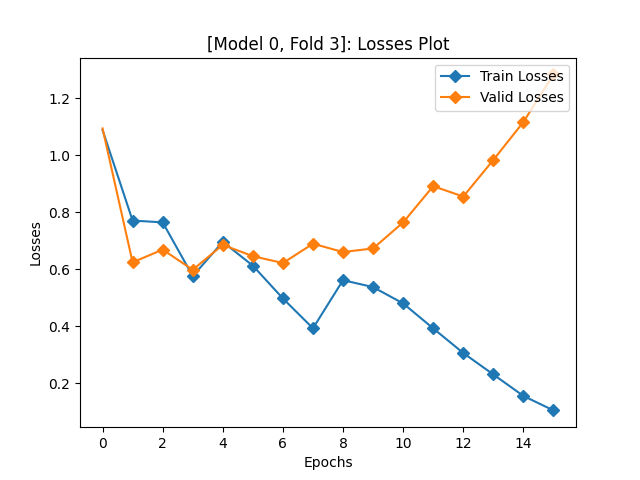 [Model 0, Fold 3]: Losses Plot
Train Losses
Valid Losses
Losses
1.2
1.0
0.8
0.6
0.4
0.2
0 2 4 6 8 10 12 14
Epochs